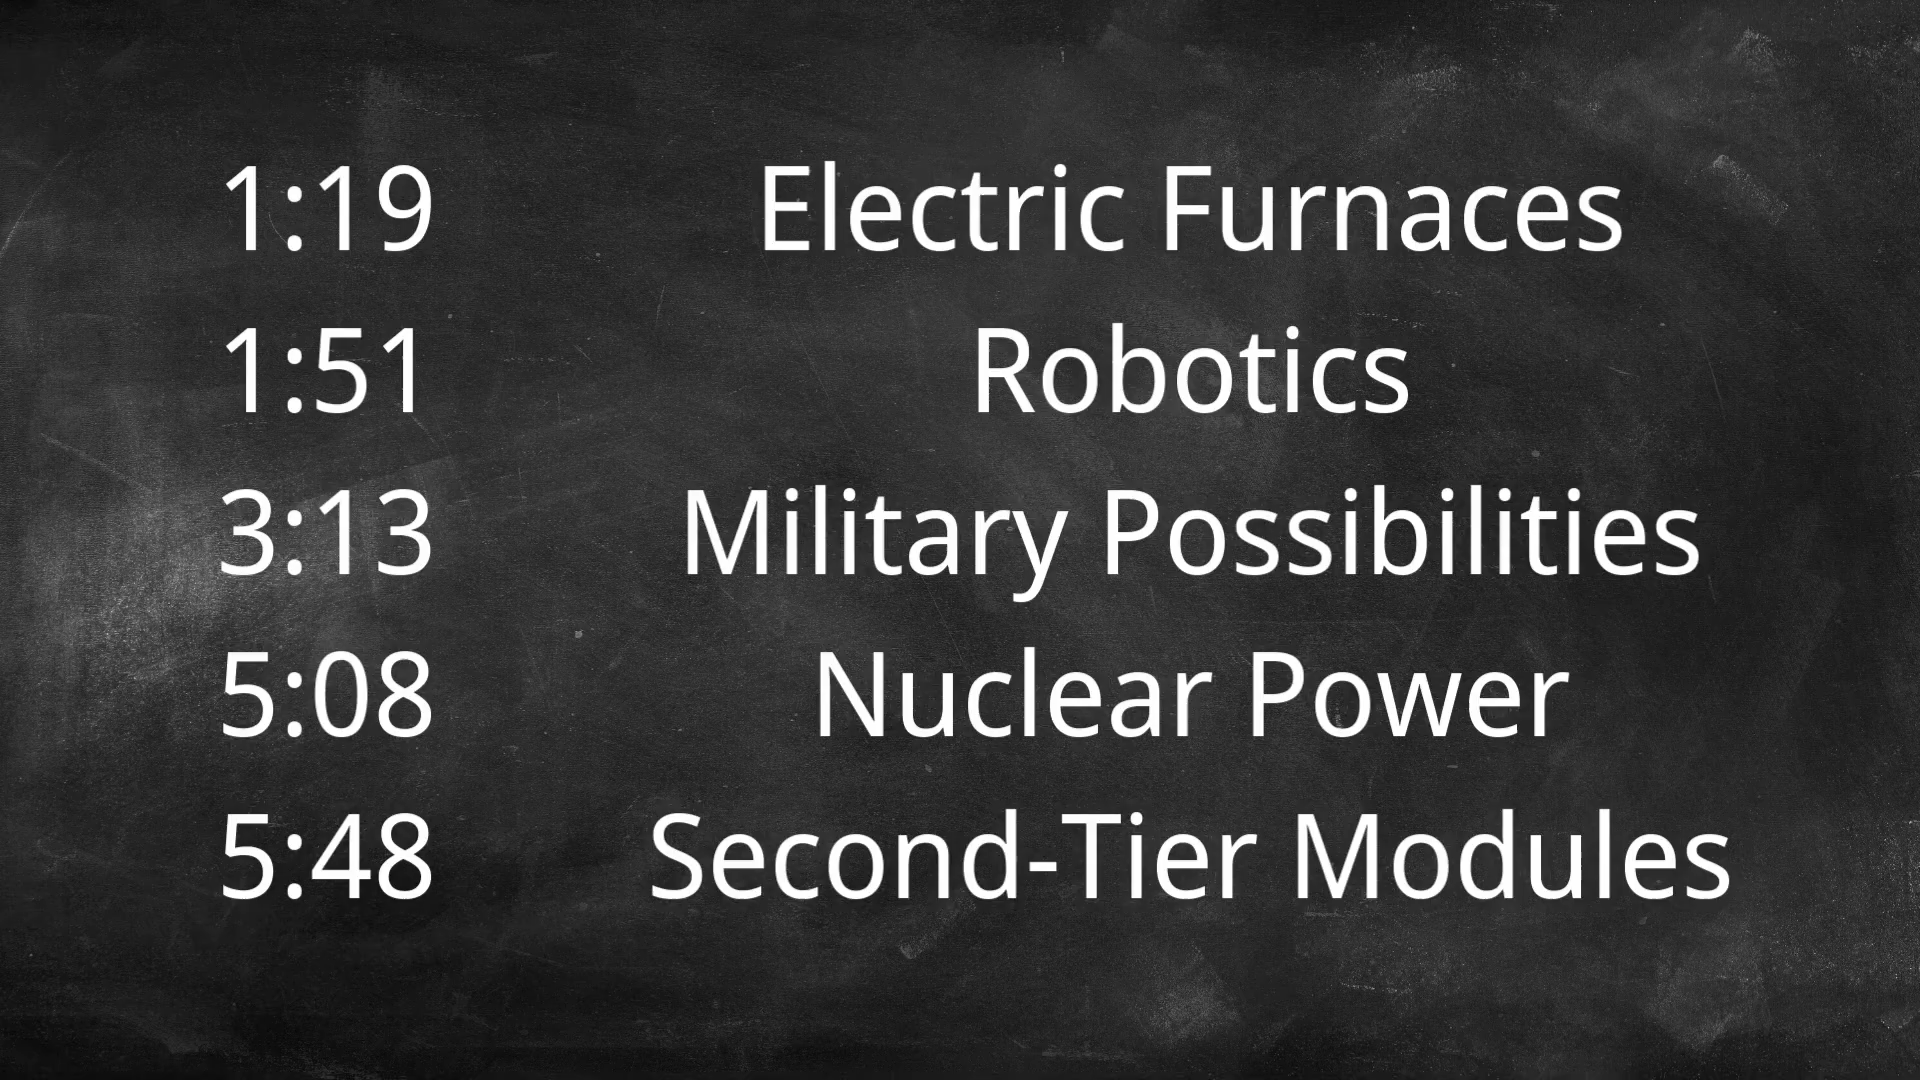 1:19 Electric Furnaces
1:51 Robotics
3:13 Military Possibilities
5:08 Nuclear Power
5:48 Second-Tier Modules